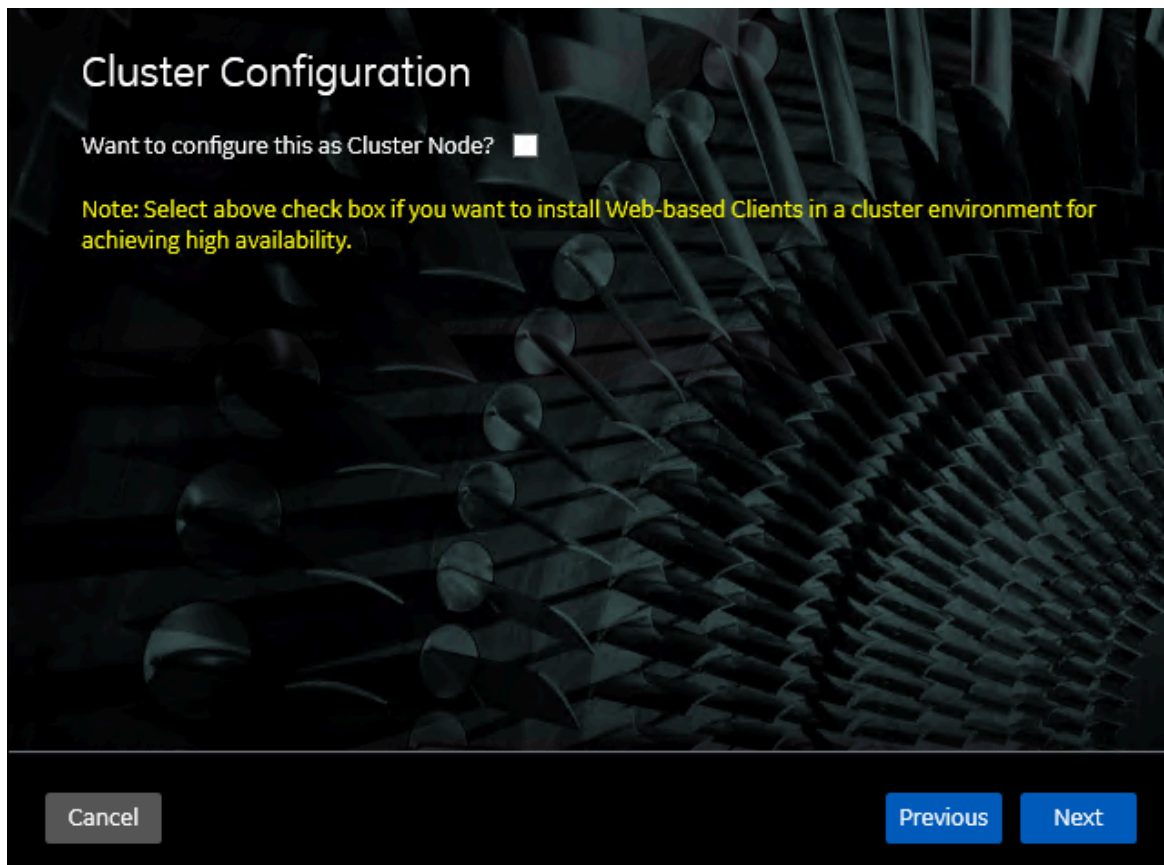 Cluster Configuration
Want to configure this as Cluster Node?
Note: Select above check box if you want to install Web-based Clients in a cluster environment for
achieving high availability.
Cancel
Previous
Next